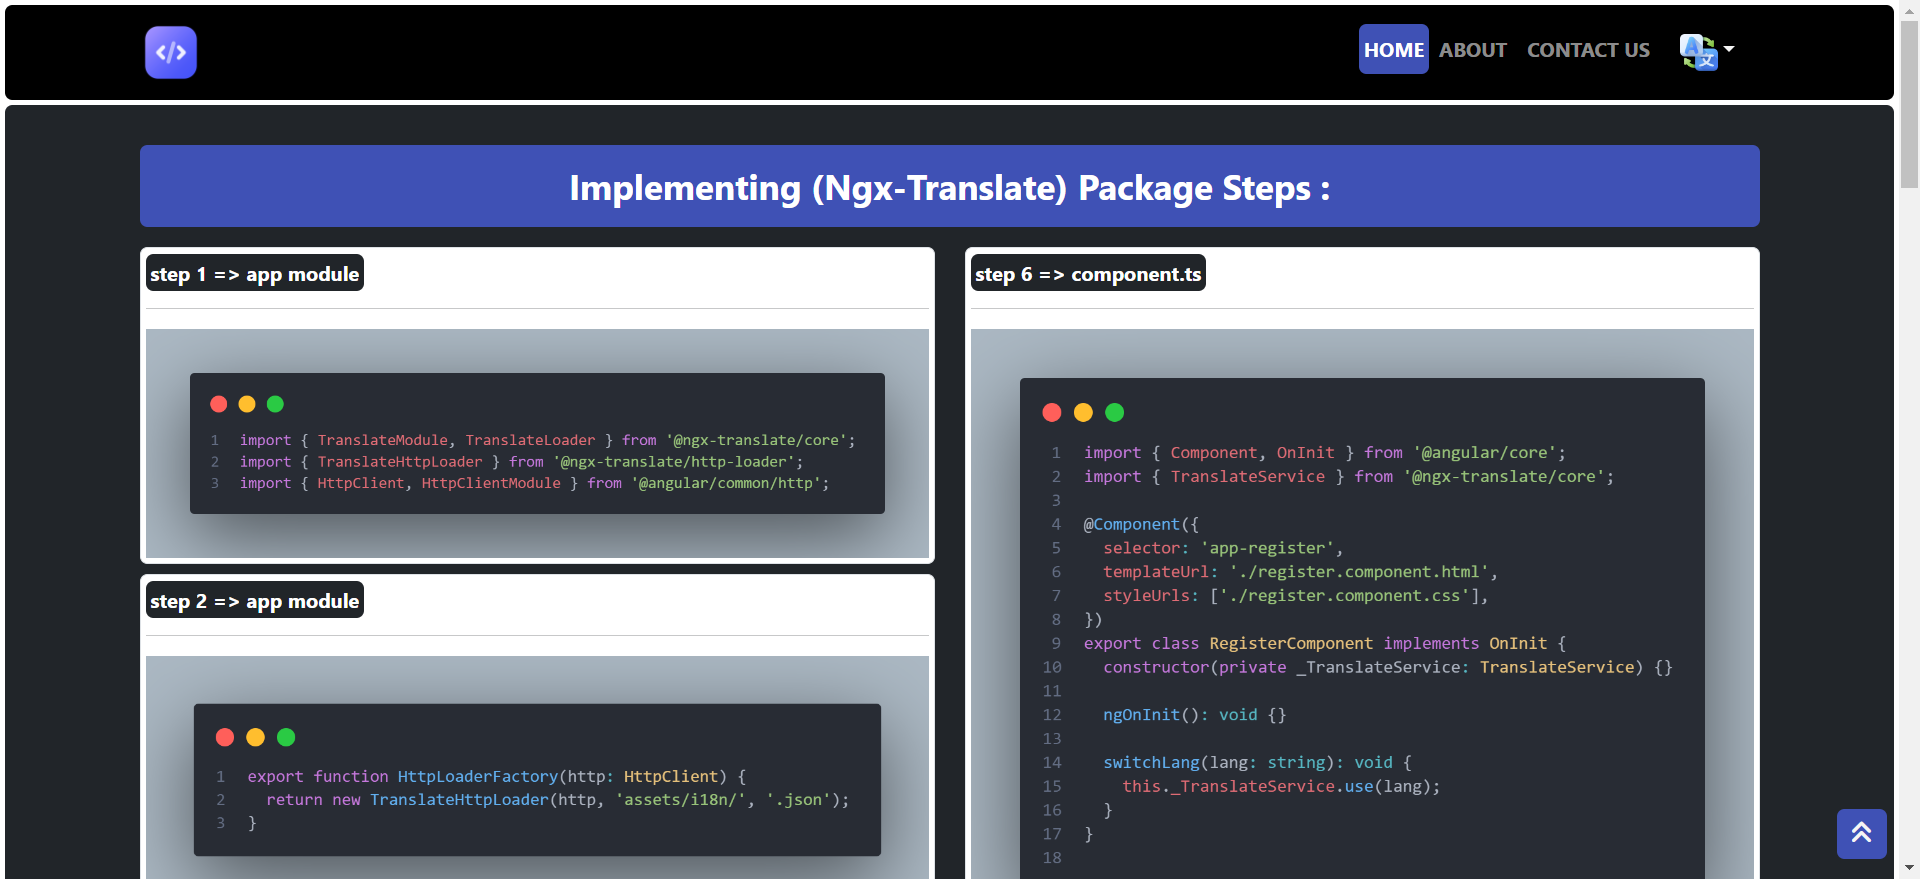 </>
HOME ABOUT CONTACT US
Implementing (Ngx-Translate) Package Steps :
step 1 => app module
1 import { TranslateModule, TranslateLoader } from '@ngx-translate/core';
2 import { TranslateHttpLoader } from '@ngx-translate/http-loader';
3 import { HttpClient, HttpClientModule } from '@angular/common/http';
step 2 => app module
1 export function HttpLoaderFactory(http: HttpClient) {
2   return new TranslateHttpLoader(http, 'assets/i18n/', '.json');
3 }
step 6 => component.ts
1 import { Component, OnInit } from '@angular/core';
2 import { TranslateService } from '@ngx-translate/core';
3
4 @Component({
5   selector: 'app-register',
6   templateUrl: './register.component.html',
7   styleUrls: ['./register.component.css'],
8 })
9 export class RegisterComponent implements OnInit {
10   constructor(private _TranslateService: TranslateService) {}
11
12   ngOnInit(): void {}
13
14   switchLang(lang: string): void {
15     this._TranslateService.use(lang);
16   }
17 }
18